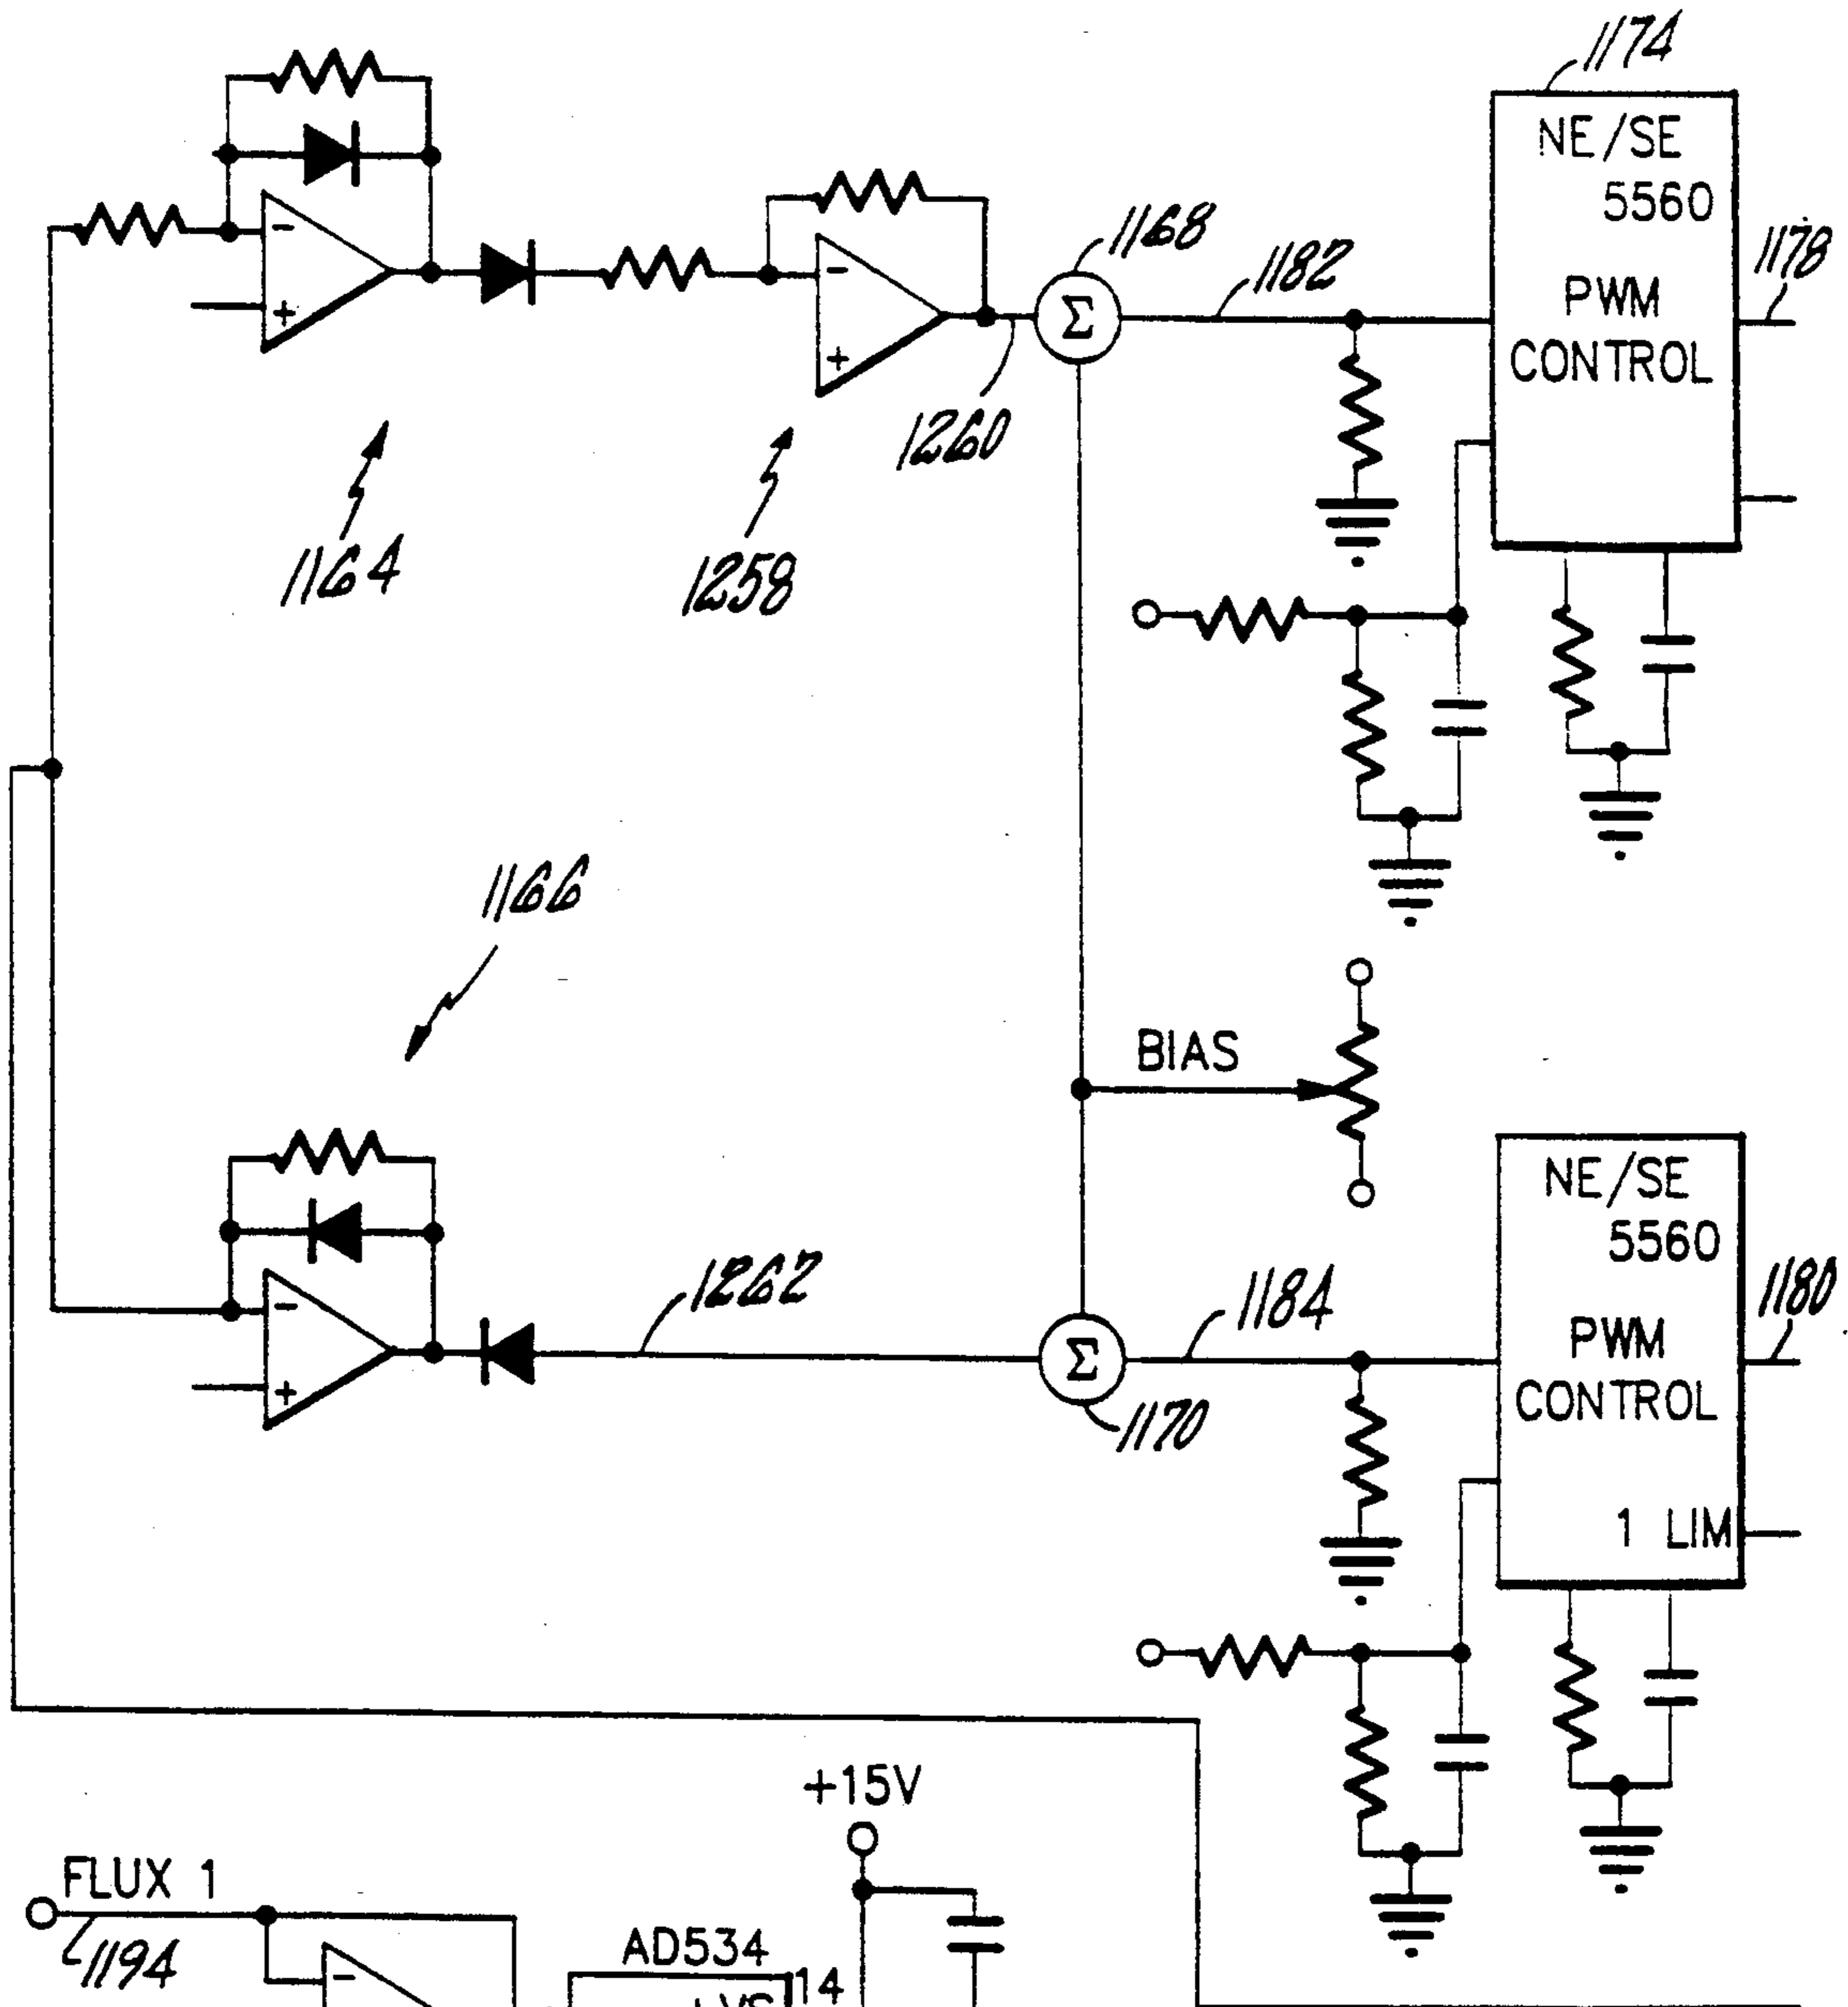 1174
NE/SE
5560
PWM
CONTROL
1178
1168
1182
Σ
-
+
-
+
1260
1164
1258
1166
BIAS
NE/SE
5560
PWM
CONTROL
1 LIM
1180
1262
1184
Σ
1170
-
+
+15V
FLUX 1
1194
AD534
14
-